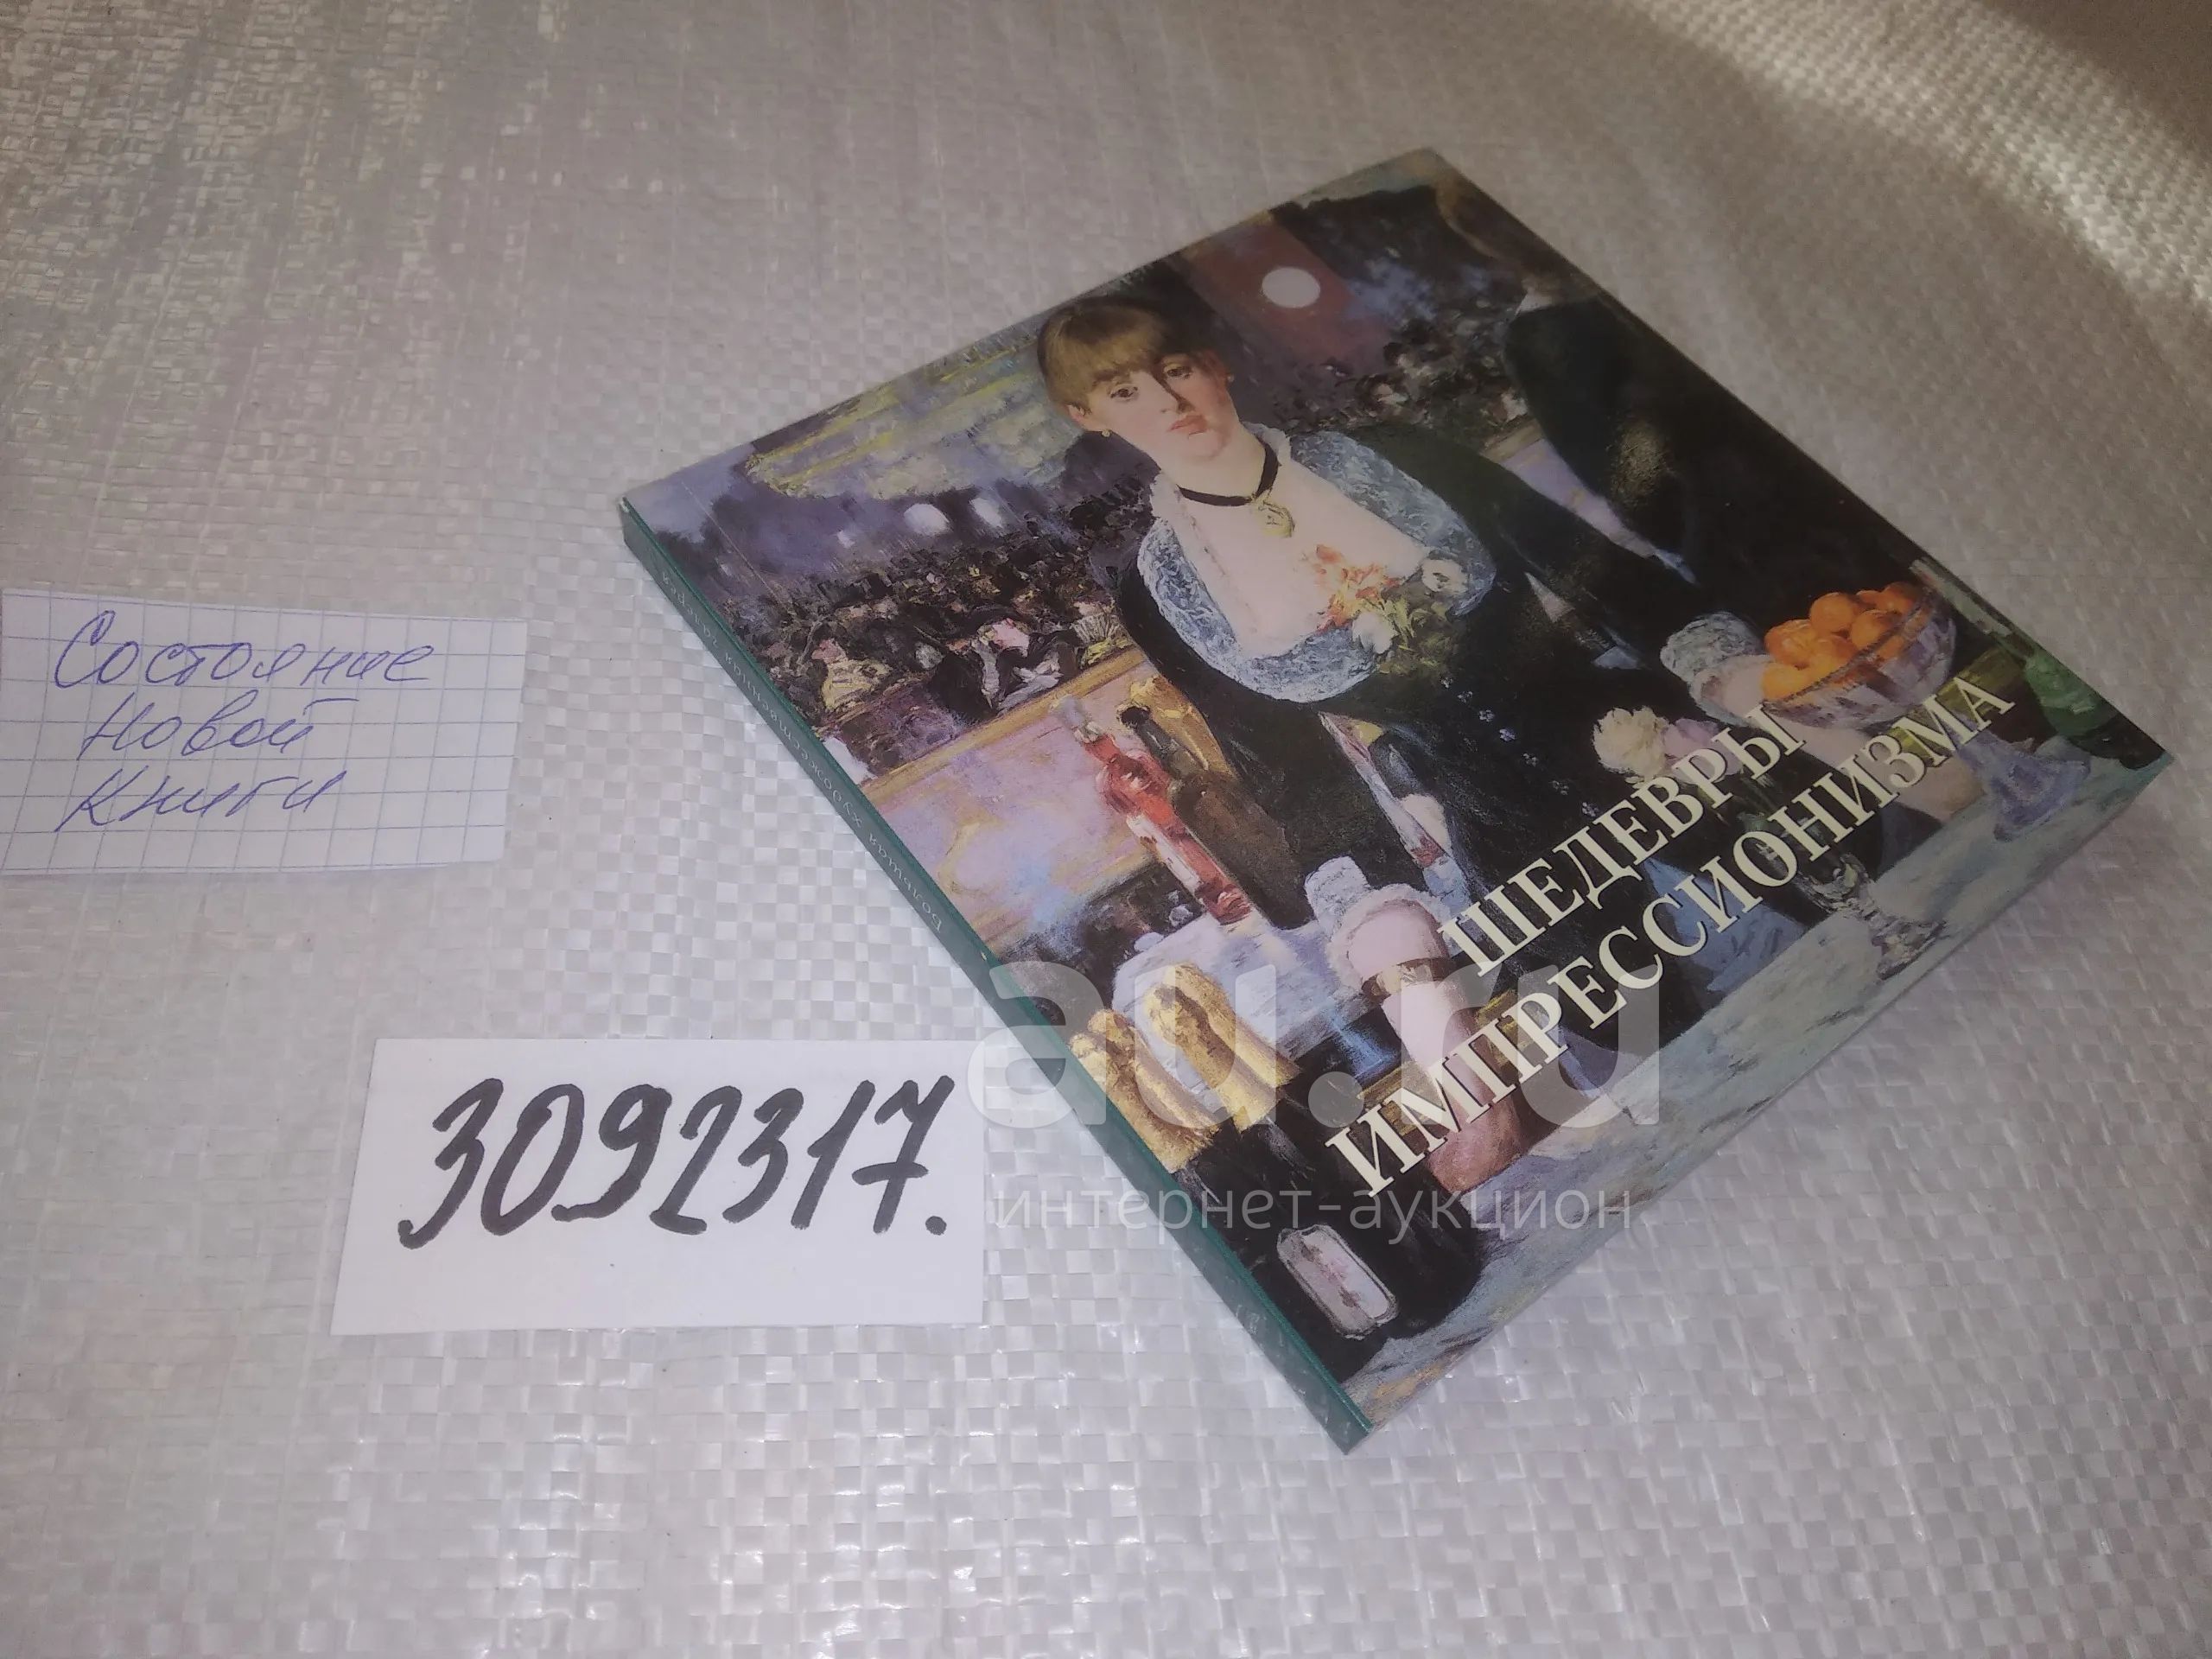 Состояние
Новой
Книги
3092317.
ШЕДЕВРЫ
ИМПРЕССИОНИЗМА
Большая художественная галерея
au.ru
интернет-аукцион